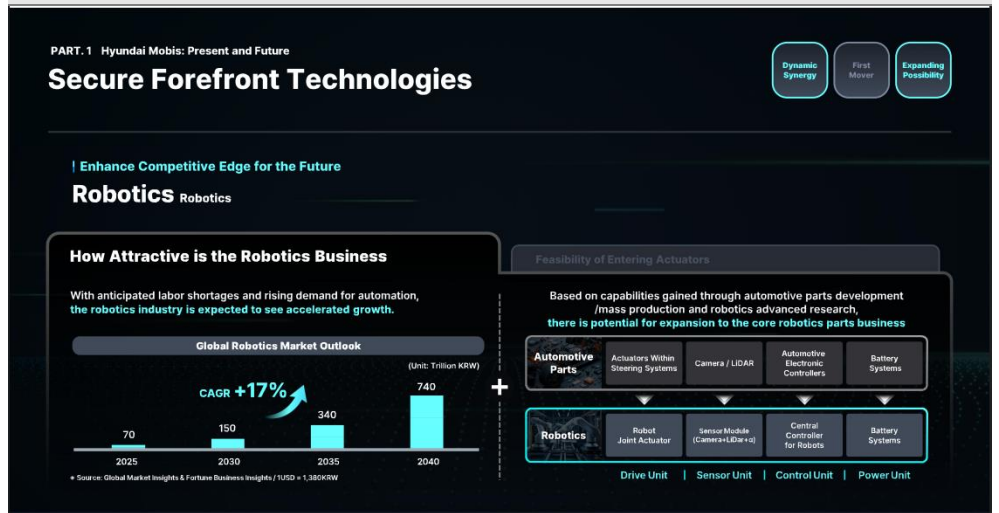 PART. 1 Hyundai Mobis: Present and Future
Secure Forefront Technologies
Dynamic
Synergy
First
Mover
Expanding
Possibility
Enhance Competitive Edge for the Future
Robotics Robotics
How Attractive is the Robotics Business
Feasibility of Entering Actuators
With anticipated labor shortages and rising demand for automation,
the robotics industry is expected to see accelerated growth.
Global Robotics Market Outlook
(Unit: Trillion KRW)
CAGR +17%
70
150
340
740
2025
2030
2035
2040
* Source: Global Market Insights & Fortune Business Insights / 1USD = 1,380KRW
+
Based on capabilities gained through automotive parts development
/mass production and robotics advanced research,
there is potential for expansion to the core robotics parts business
Automotive
Parts
Actuators Within
Steering Systems
Camera / LiDAR
Automotive
Electronic
Controllers
Battery
Systems
Robotics
Robot
Joint Actuator
Sensor Module
(Camera+LiDar+α)
Central
Controller
for Robots
Battery
Systems
Drive Unit | Sensor Unit | Control Unit | Power Unit